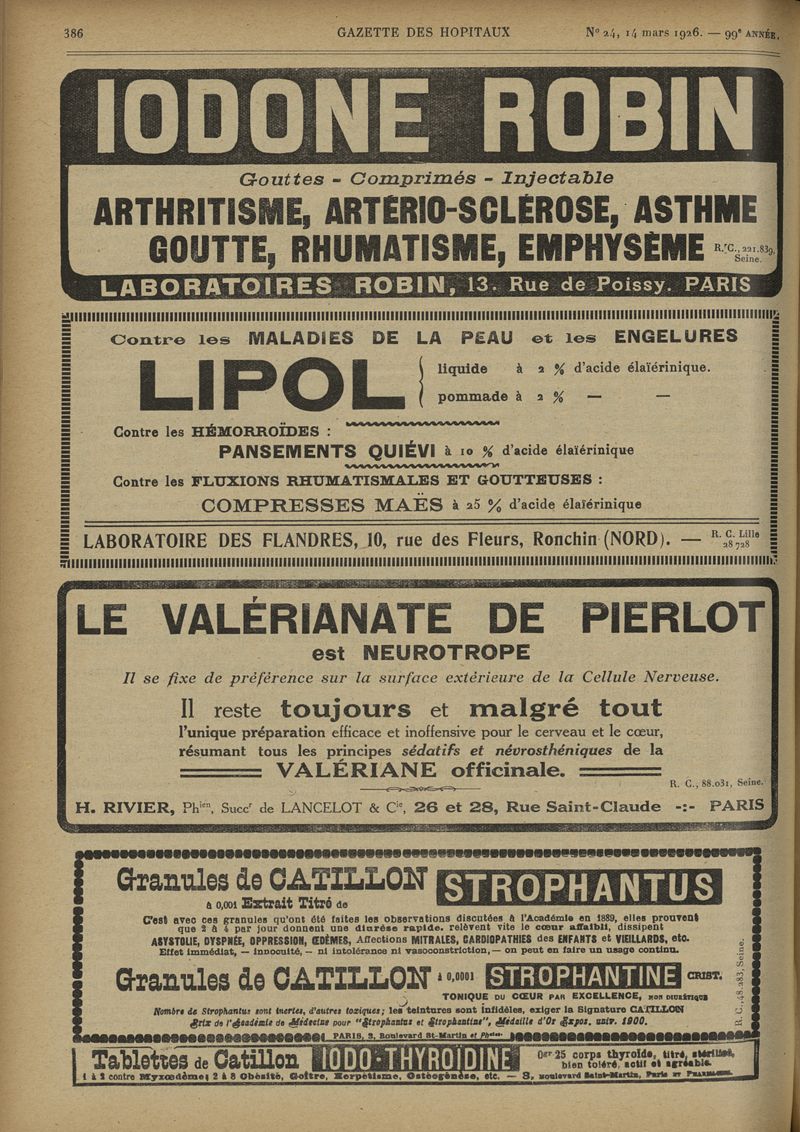 386 GAZETTE DES HOPITAUX N° 24, 14 mars 1926. — 99e ANNÉE.
IODONE ROBIN
Gouttes - Comprimés - Injectable
ARTHRITISME, ARTÉRIO-SCLÉROSE, ASTHME
GOUTTE, RHUMATISME, EMPHYSÈME R.rC., 221.839, Seine.
LABORATOIRES ROBIN, 13. Rue de Poissy. PARIS
Contre les MALADIES DE LA PEAU et les ENGELURES
LIPOL { liquide à 2 % d'acide élaïérinique.
pommade à 2 % — —
Contre les HÉMORROÏDES :
PANSEMENTS QUIÉVI à 10 % d'acide élaïérinique
Contre les FLUXIONS RHUMATISMALES ET GOUTTEUSES :
COMPRESSES MAËS à 25 % d'acide élaïérinique
LABORATOIRE DES FLANDRES, 10, rue des Fleurs, Ronchin (NORD). — R. C. Lille 28 728
LE VALÉRIANATE DE PIERLOT
est NEUROTROPE
Il se fixe de préférence sur la surface extérieure de la Cellule Nerveuse.
Il reste toujours et malgré tout
l'unique préparation efficace et inoffensive pour le cerveau et le cœur,
résumant tous les principes sédatifs et névrosthéniques de la
VALÉRIANE officinale.
R. C., 88.031, Seine.
H. RIVIER, Phien, Succr de LANCELOT & Cie, 26 et 28, Rue Saint-Claude -:- PARIS
Granules de CATILLON STROPHANTUS
à 0,001 Extrait Titré de
C'est avec ces granules qu'ont été faites les observations discutées à l'Académie en 1889, elles prouvent
que 2 à 4 par jour donnent une diurèse rapide, relèvent vite le cœur affaibli, dissipent
ASYSTOLIE, DYSPNÉE, OPPRESSION, ŒDÈMES, Affections MITRALES, CARDIOPATHIES des ENFANTS et VIEILLARDS, etc.
Effet immédiat, — innocuité, — ni intolérance ni vasoconstriction, — on peut en faire un usage continu.
Granules de CATILLON à 0,0001 STROPHANTINE CRIST.
TONIQUE DU CŒUR PAR EXCELLENCE, NON DIURÉTIQUE
Nombre de Strophantus sont inertes, d'autres toxiques; les teintures sont infidèles, exiger la Signature CATILLON
Prix de l'Académie de Médecine pour "Strophantus et Strophantine", Médaille d'Or Expos. univ. 1900.
R. C., 48.283, Seine.
PARIS, 3, Boulevard St-Martin et Phies.
Tablettes de Catillon IODO-THYROÏDINE 0gr 25 corps thyroïde, titré, stérilisé,
bien toléré, actif et agréable.
1 à 2 contre Myxœdème; 2 à 8 Obésité, Goître, Herpétisme, Ostéogénèse, etc. — 3, Boulevard Saint-Martin, Paris ET PHARMACIES.